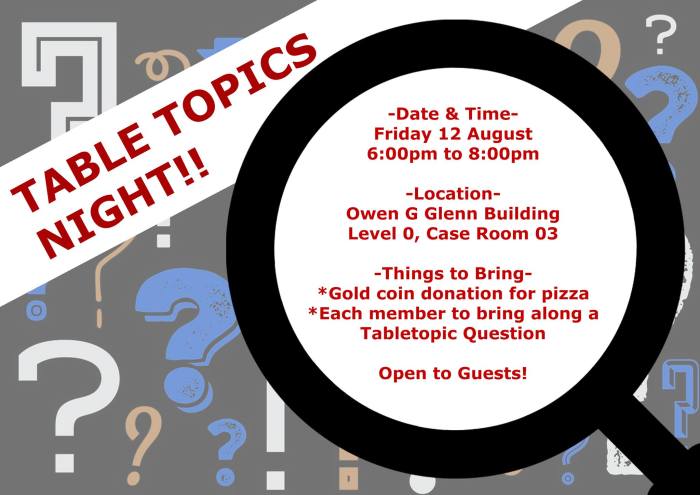 TABLE TOPICS
NIGHT!!
-Date & Time-
Friday 12 August
6:00pm to 8:00pm
-Location-
Owen G Glenn Building
Level 0, Case Room 03
-Things to Bring-
*Gold coin donation for pizza
*Each member to bring along a
Tabletopic Question
Open to Guests!